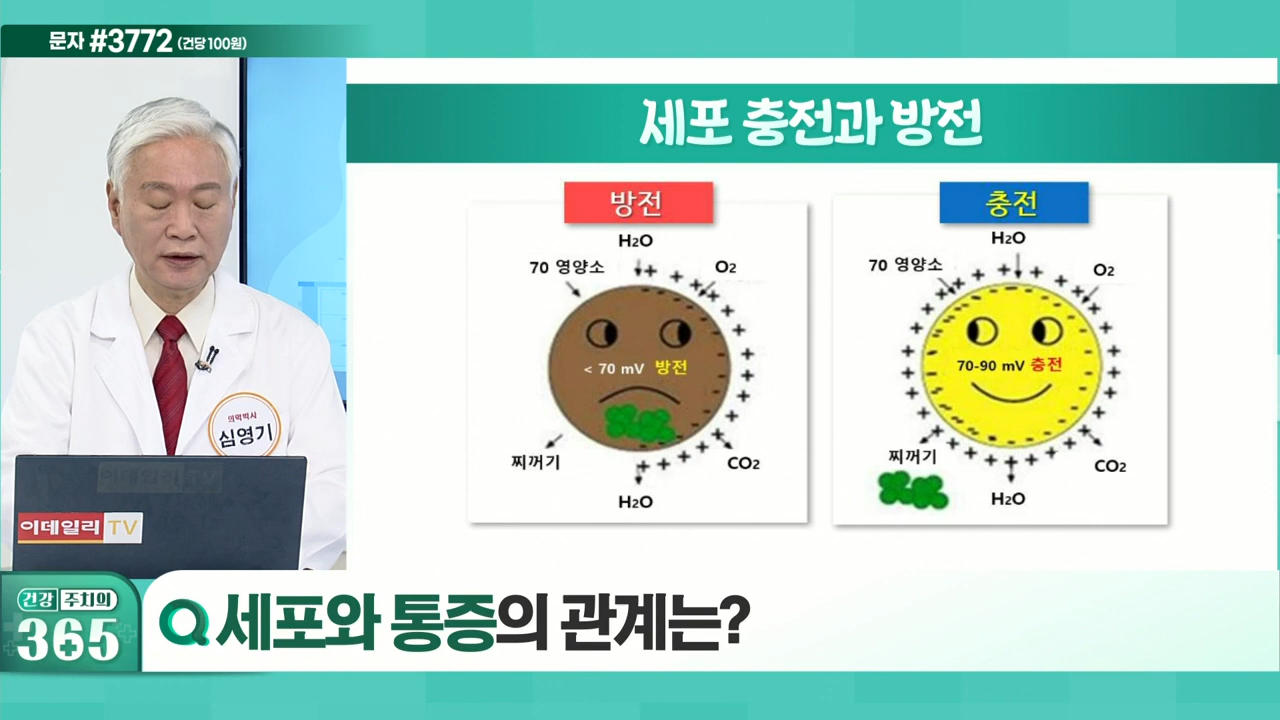 문자 #3772 (건당 100원)
세포 충전과 방전
방전
H2O
70 영양소
O2
< 70 mV 방전
찌꺼기
CO2
H2O
충전
H2O
70 영양소
O2
70-90 mV 충전
찌꺼기
CO2
H2O
의학박사
심영기
이데일리 TV
건강 주치의
365
Q 세포와 통증의 관계는?